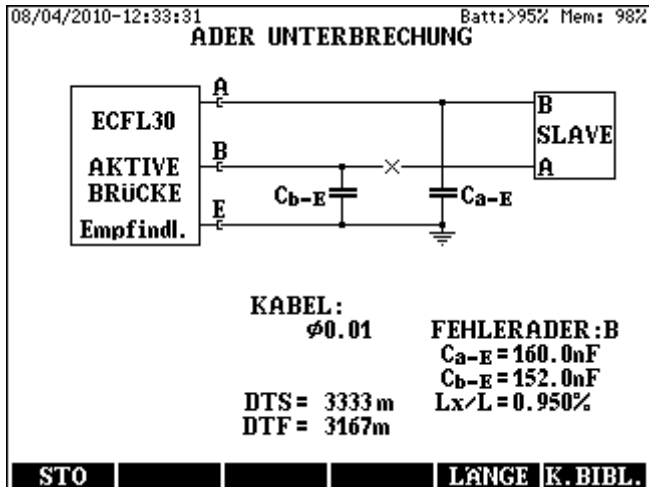 08/04/2010-12:33:31 Batt:>95% Mem: 98%
ADER UNTERBRECHUNG
A
ECFL30
B
SLAVE
B
A
AKTIVE
BRÜCKE
Cb-E
Ca-E
E
Empfindl.
KABEL:
ø0.01
FEHLERADER:B
Ca-E=160.0nF
Cb-E=152.0nF
DTS= 3333m Lx/L=0.950%
DTF= 3167m
STO LÄNGE K.BIBL.